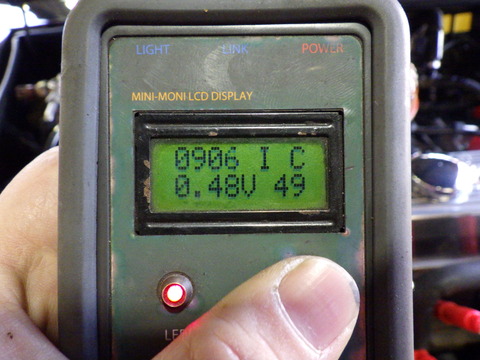 LIGHT LINK POWER
MINI-MONI LCD DISPLAY
0906 I C
0.48V 49